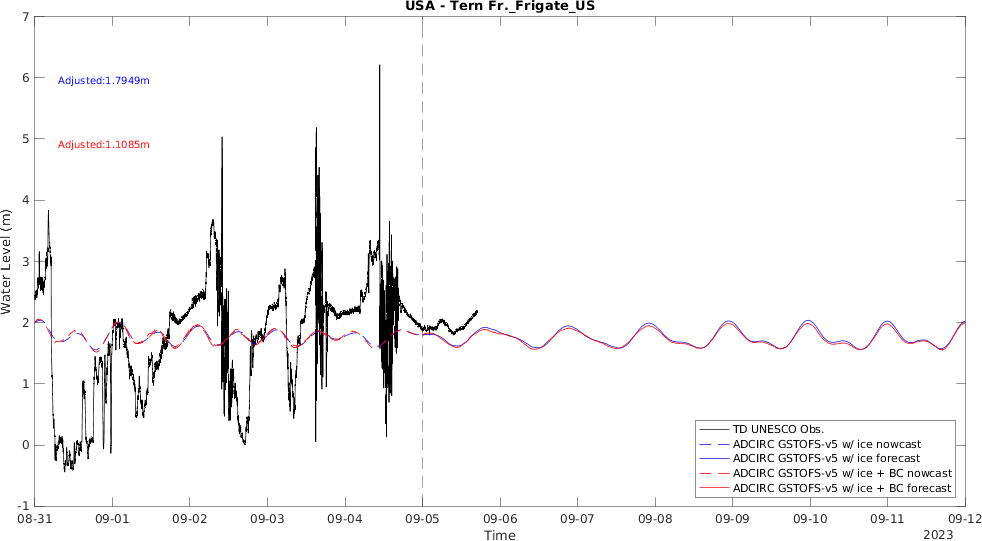 USA - Tern Fr._Frigate_US
7
6
5
4
3
2
1
0
-1
Water Level (m)
Adjusted:1.7949m
Adjusted:1.1085m
TD UNESCO Obs.
ADCIRC GSTOFS-v5 w/ ice nowcast
ADCIRC GSTOFS-v5 w/ ice forecast
ADCIRC GSTOFS-v5 w/ ice + BC nowcast
ADCIRC GSTOFS-v5 w/ ice + BC forecast
08-31 09-01 09-02 09-03 09-04 09-05 09-06 09-07 09-08 09-09 09-10 09-11 09-12
Time
2023